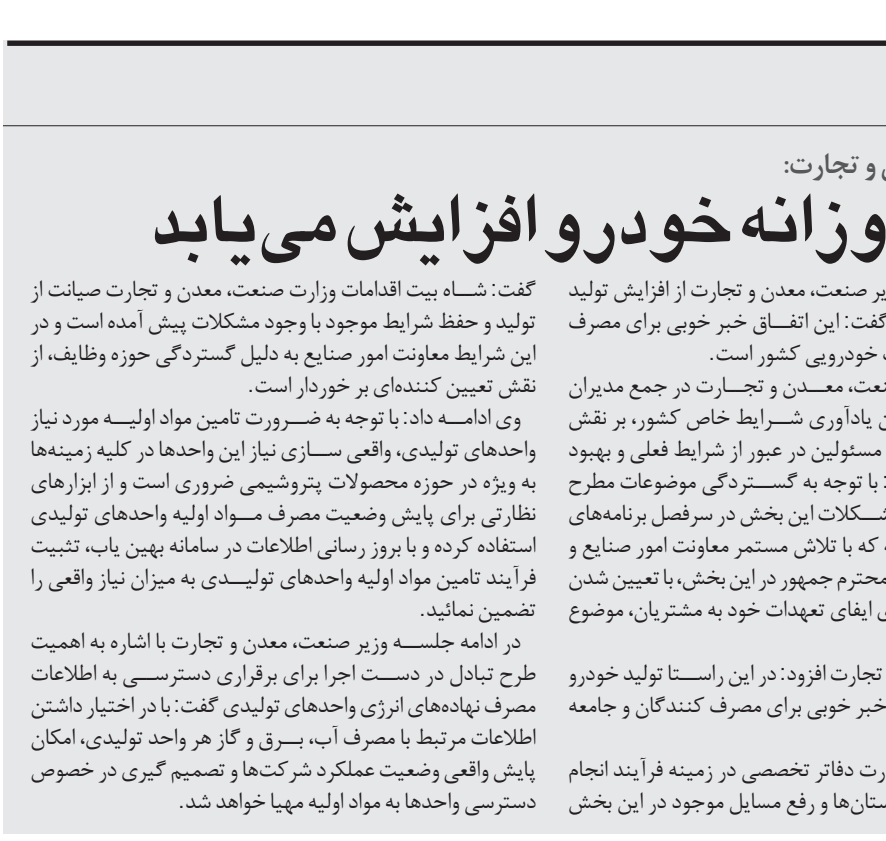 و تجارت:
وزانه خودرو افزایش می‌یابد
صنعت، معدن و تجارت از افزایش تولید
گفت: این اتفاق خبر خوبی برای مصرف
خودرویی کشور است.
معدن و تجارت در جمع مدیران
یادآوری شرایط خاص کشور، بر نقش
مسئولین در عبور از شرایط فعلی و بهبود
با توجه به گستردگی موضوعات مطرح
این بخش در سرفصل برنامه‌های
که با تلاش مستمر معاونت امور صنایع و
محترم جمهور در این بخش، با تعیین شدن
ایفای تعهدات خود به مشتریان، موضوع
تجارت افزود: در این راستا تولید خودرو
خبر خوبی برای مصرف کنندگان و جامعه
دفاتر تخصصی در زمینه فرآیند انجام
و رفع مسایل موجود در این بخش
گفت: شاه بیت اقدامات وزارت صنعت، معدن و تجارت صیانت از
تولید و حفظ شرایط موجود با وجود مشکلات پیش آمده است و در
این شرایط معاونت امور صنایع به دلیل گستردگی حوزه وظایف، از
نقش تعیین کننده‌ای بر خوردار است.
وی ادامه داد: با توجه به ضرورت تامین مواد اولیه مورد نیاز
واحدهای تولیدی، واقعی سازی نیاز این واحدها در کلیه زمینه‌ها
به ویژه در حوزه محصولات پتروشیمی ضروری است و از ابزارهای
نظارتی برای پایش وضعیت مصرف مواد اولیه واحدهای تولیدی
استفاده کرده و با بروز رسانی اطلاعات در سامانه بهین یاب، تثبیت
فرآیند تامین مواد اولیه واحدهای تولیدی به میزان نیاز واقعی را
تضمین نمائید.
در ادامه جلسه وزیر صنعت، معدن و تجارت با اشاره به اهمیت
طرح تبادل در دست اجرا برای برقراری دسترسی به اطلاعات
مصرف نهاده‌های انرژی واحدهای تولیدی گفت: با در اختیار داشتن
اطلاعات مرتبط با مصرف آب، برق و گاز هر واحد تولیدی، امکان
پایش واقعی وضعیت عملکرد شرکت‌ها و تصمیم گیری در خصوص
دسترسی واحدها به مواد اولیه مهیا خواهد شد.